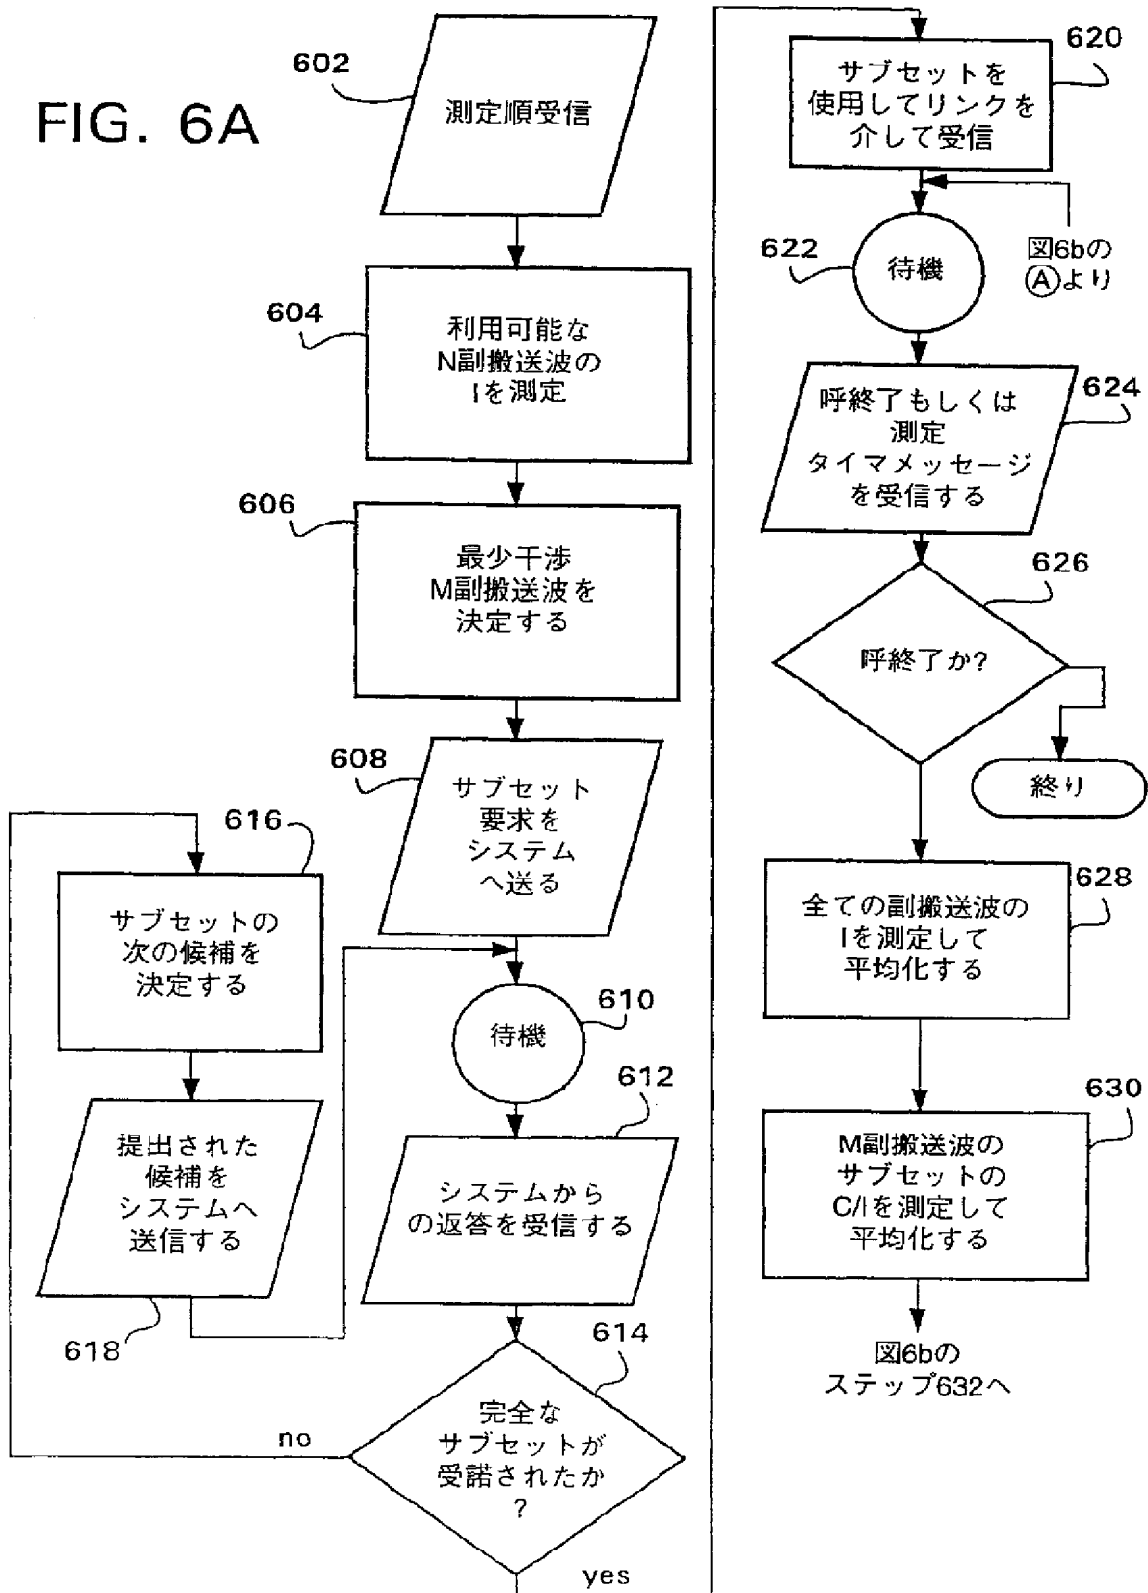 FIG. 6A
602
測定順受信
604
利用可能な
N副搬送波の
Iを測定
606
最少干渉
M副搬送波を
決定する
608
サブセット
要求を
システム
へ送る
616
サブセットの
次の候補を
決定する
610
待機
618
提出された
候補を
システムへ
送信する
612
システムから
の返答を受信する
614
完全な
サブセットが
受諾されたか
?
no
yes
620
サブセットを
使用してリンクを
介して受信
622
待機
図6bの
Ⓐより
624
呼終了もしくは
測定
タイマメッセージ
を受信する
626
呼終了か?
終り
628
全ての副搬送波の
Iを測定して
平均化する
630
M副搬送波の
サブセットの
C/Iを測定して
平均化する
図6bの
ステップ632へ